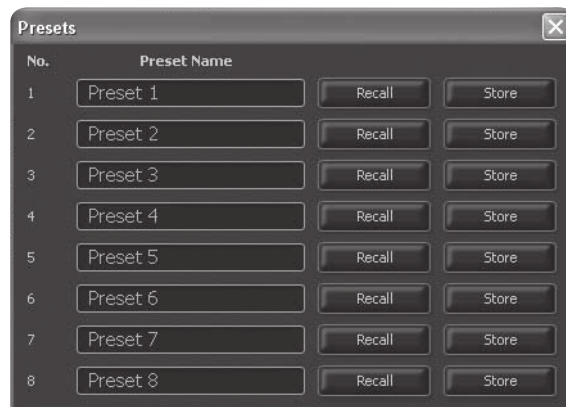 Presets
No. Preset Name
1 Preset 1 Recall Store
2 Preset 2 Recall Store
3 Preset 3 Recall Store
4 Preset 4 Recall Store
5 Preset 5 Recall Store
6 Preset 6 Recall Store
7 Preset 7 Recall Store
8 Preset 8 Recall Store